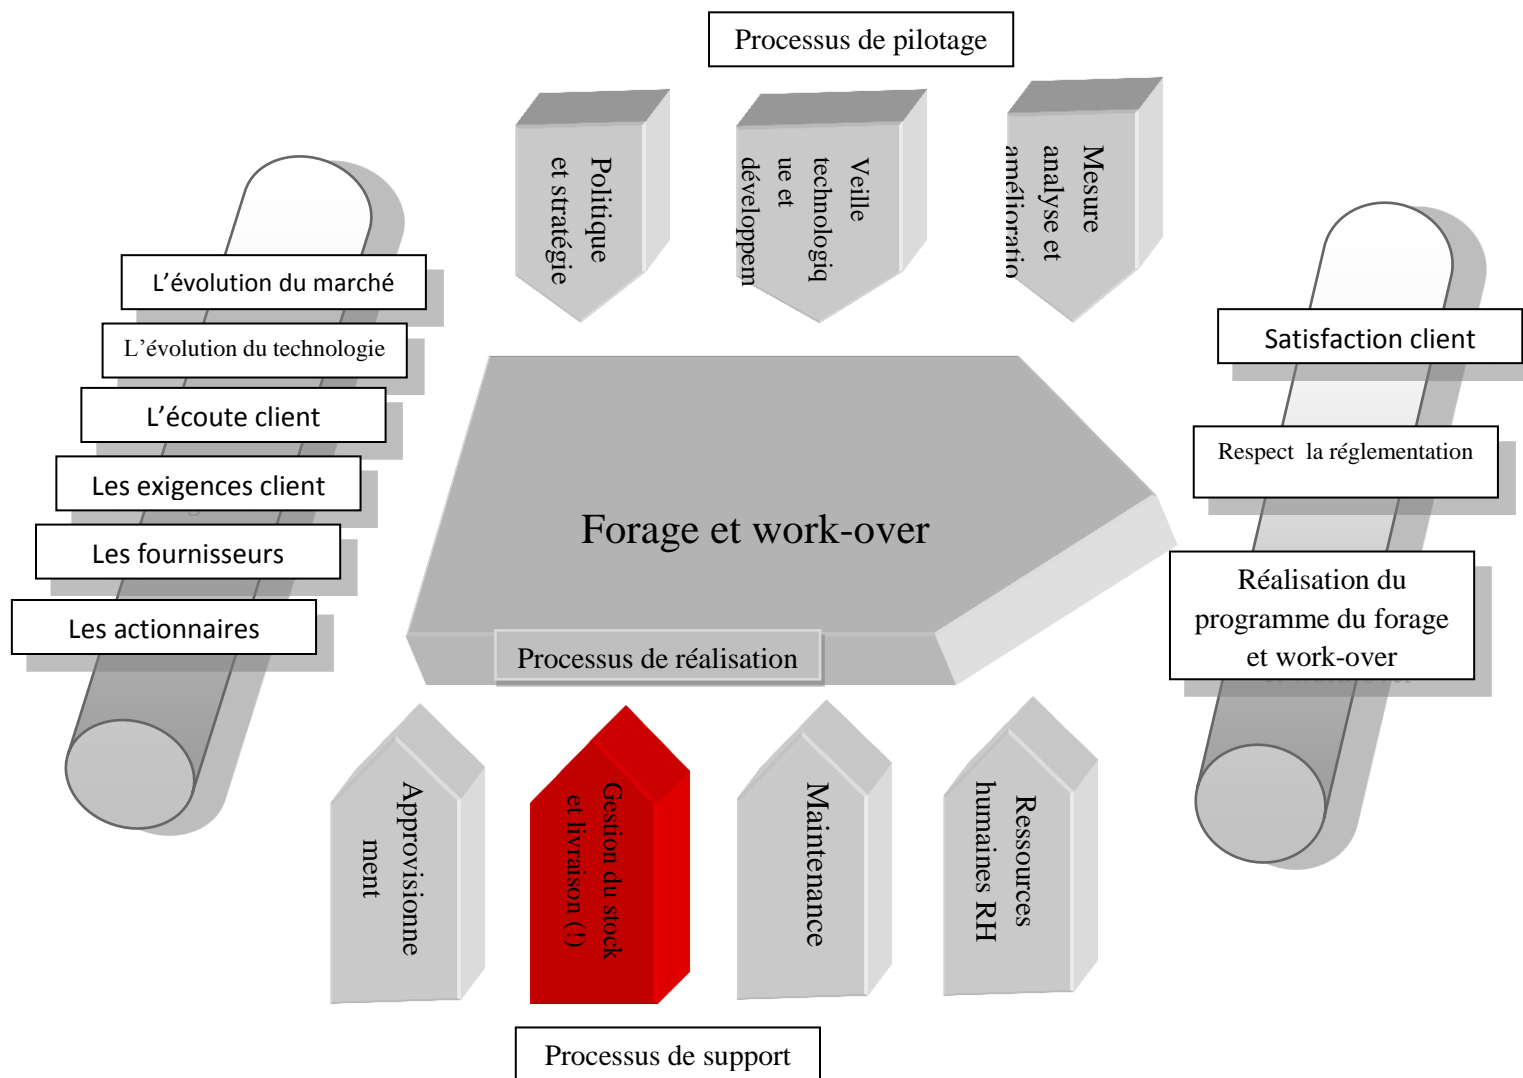 Processus de pilotage
Politique
et stratégie
Veille
technologiq
ue et
développem
Mesure
analyse et
amélioratio
L’évolution du marché
L’évolution du technologie
L’écoute client
Les exigences client
Les fournisseurs
Les actionnaires
Forage et work-over
Processus de réalisation
Satisfaction client
Respect la réglementation
Réalisation du
programme du forage
et work-over
Approvisionne
ment
Gestion du stock
et livraison (!)
Maintenance
Ressources
humaines RH
Processus de support